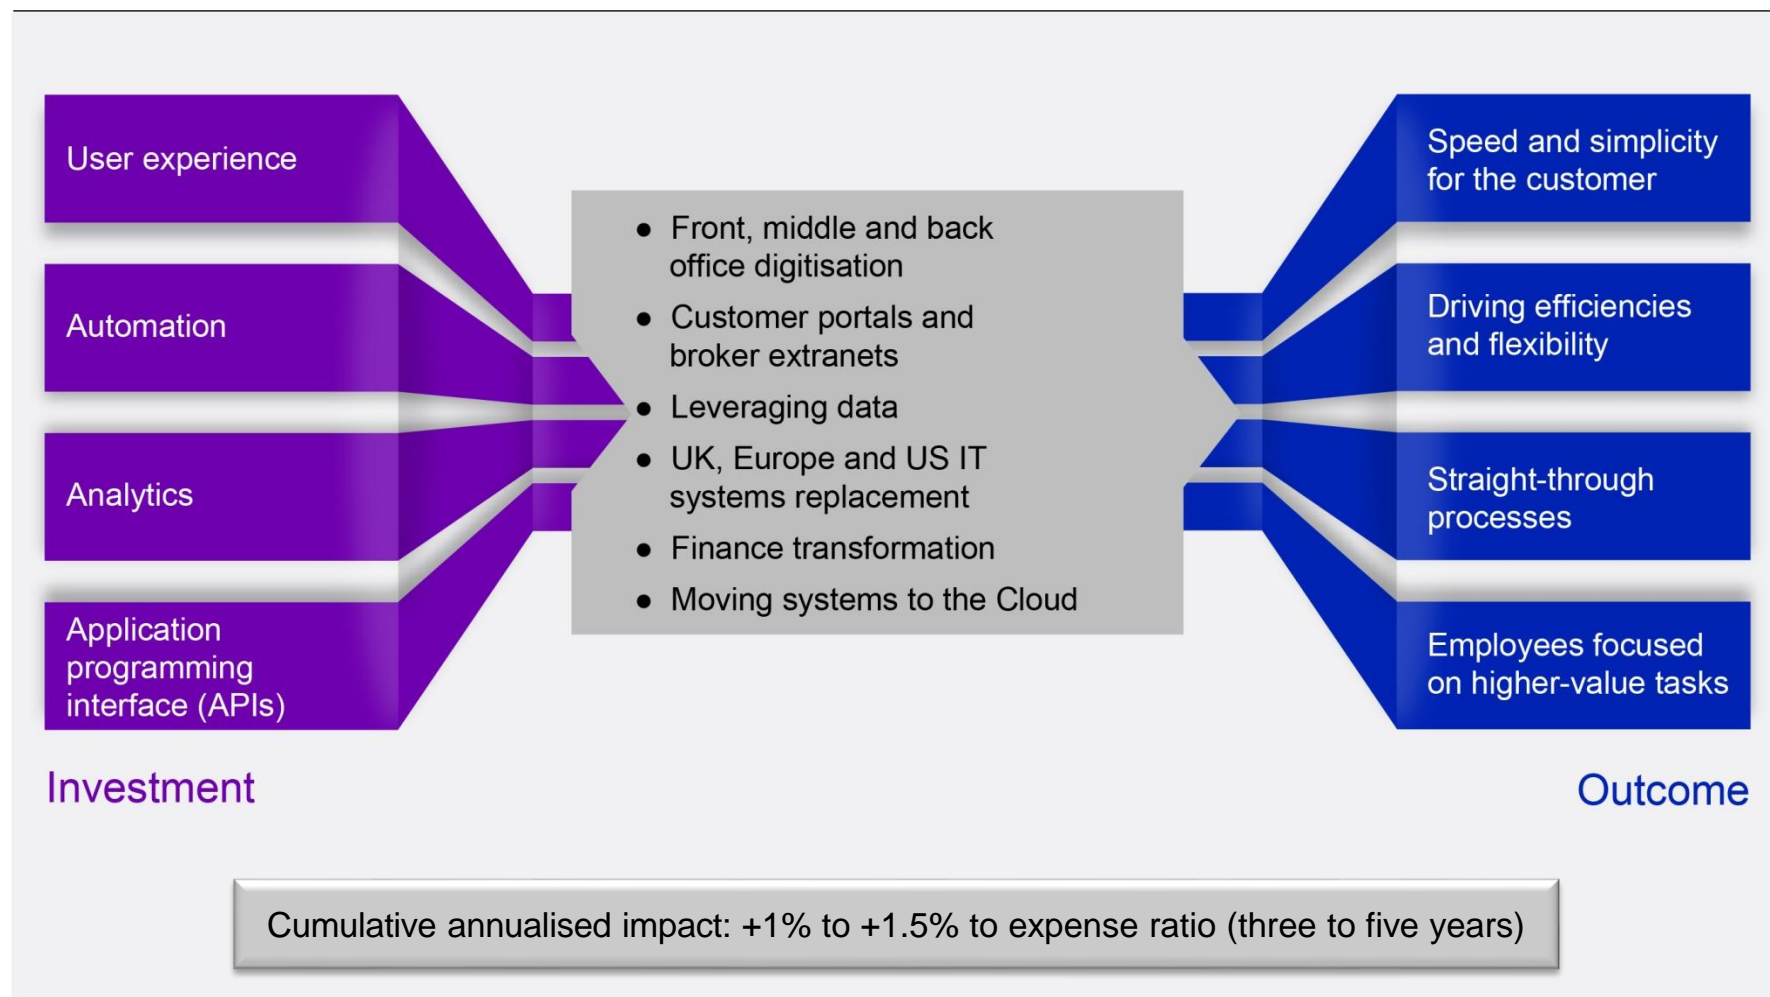 User experience
Automation
Analytics
Application
programming
interface (APIs)
Investment
● Front, middle and back
office digitisation
● Customer portals and
broker extranets
● Leveraging data
● UK, Europe and US IT
systems replacement
● Finance transformation
● Moving systems to the Cloud
Speed and simplicity
for the customer
Driving efficiencies
and flexibility
Straight-through
processes
Employees focused
on higher-value tasks
Outcome
Cumulative annualised impact: +1% to +1.5% to expense ratio (three to five years)